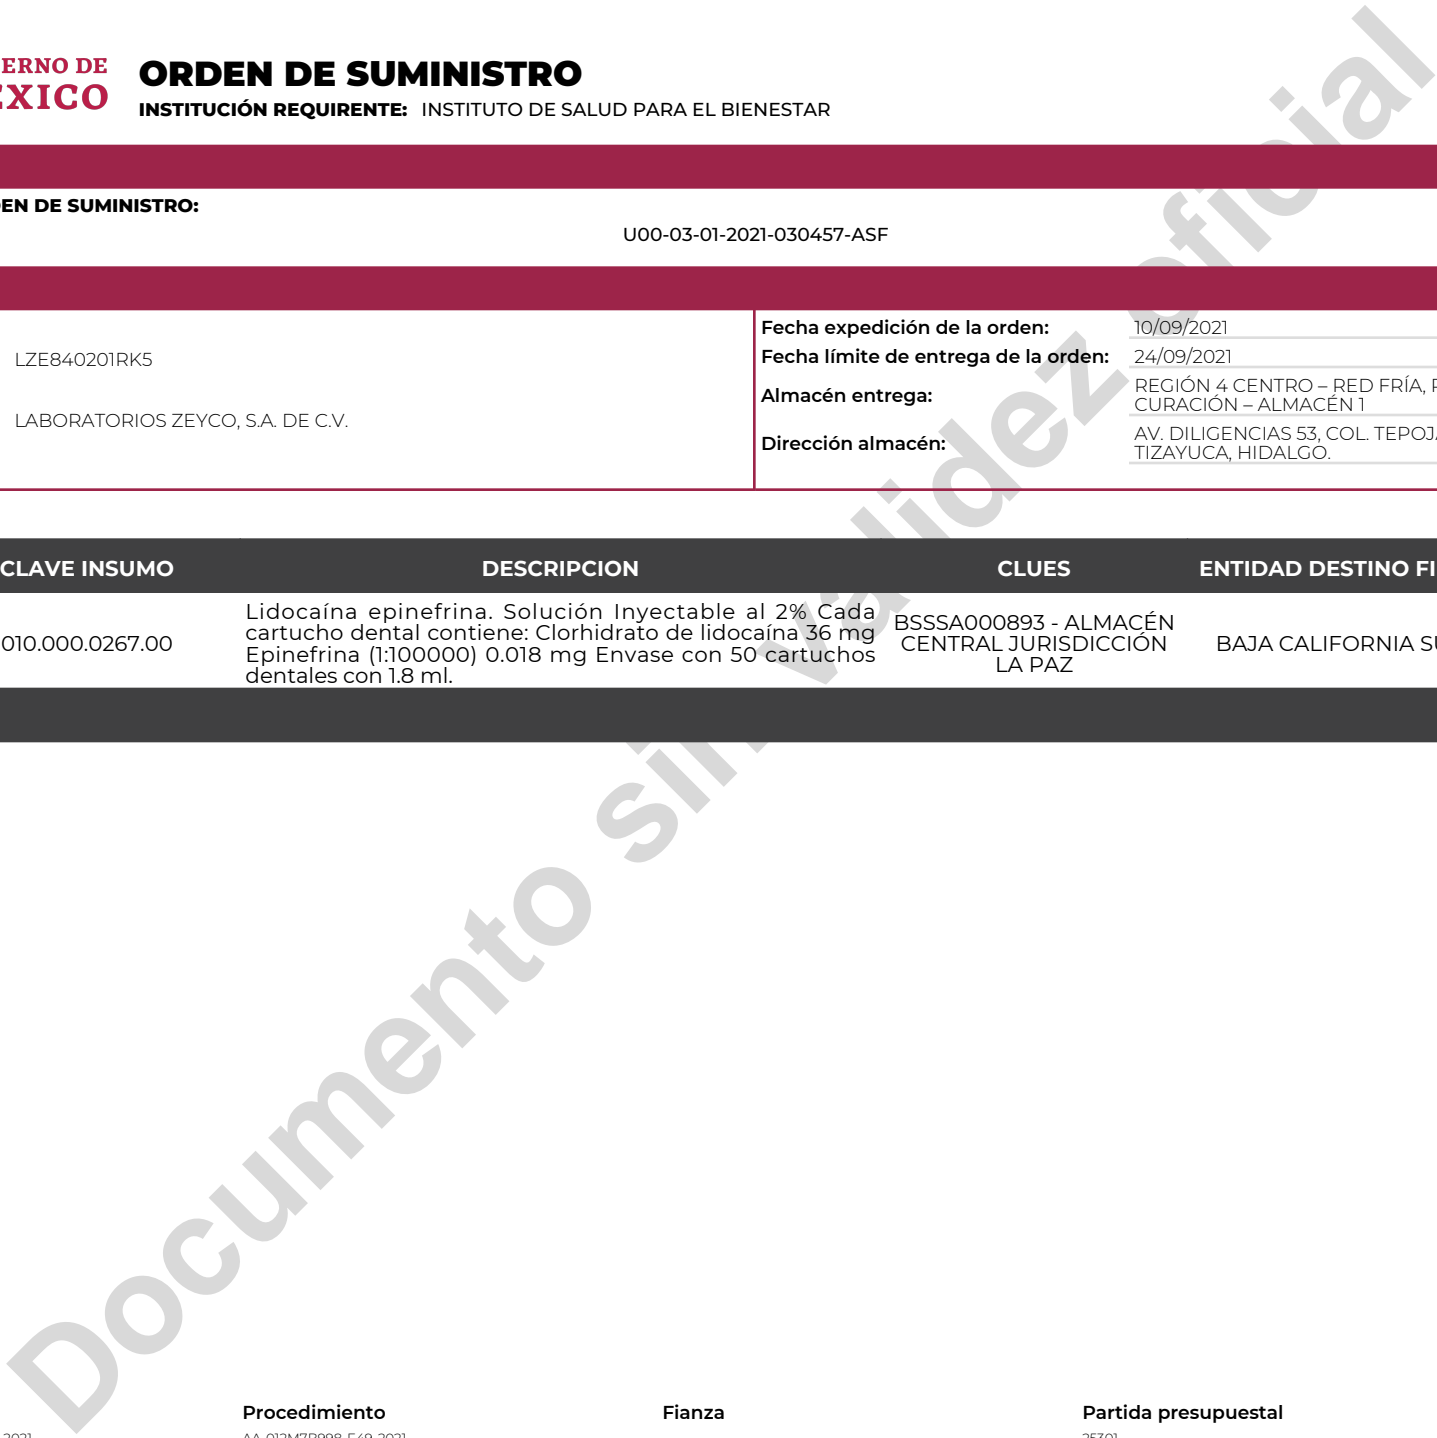 ERNO DE
ORDEN DE SUMINISTRO
EXICO
INSTITUCIÓN REQUIRENTE: INSTITUTO DE SALUD PARA EL BIENESTAR
EN DE SUMINISTRO:
U00-03-01-2021-030457-ASF
LZE840201RK5
LABORATORIOS ZEYCO, S.A. DE C.V.
Fecha expedición de la orden: 10/09/2021
Fecha límite de entrega de la orden: 24/09/2021
Almacén entrega: REGIÓN 4 CENTRO – RED FRÍA,
CURACIÓN – ALMACÉN 1
Dirección almacén: AV. DILIGENCIAS 53, COL. TEPOJ
TIZAYUCA, HIDALGO.
CLAVE INSUMO DESCRIPCION CLUES ENTIDAD DESTINO FI
010.000.0267.00
Lidocaína epinefrina. Solución Inyectable al 2% Cada
cartucho dental contiene: Clorhidrato de lidocaína 36 mg
Epinefrina (1:100000) 0.018 mg Envase con 50 cartuchos
dentales con 1.8 ml.
BSSSA000893 - ALMACÉN
CENTRAL JURISDICCIÓN
LA PAZ
BAJA CALIFORNIA S
Documento sin validez oficial
Procedimiento Fianza Partida presupuestal